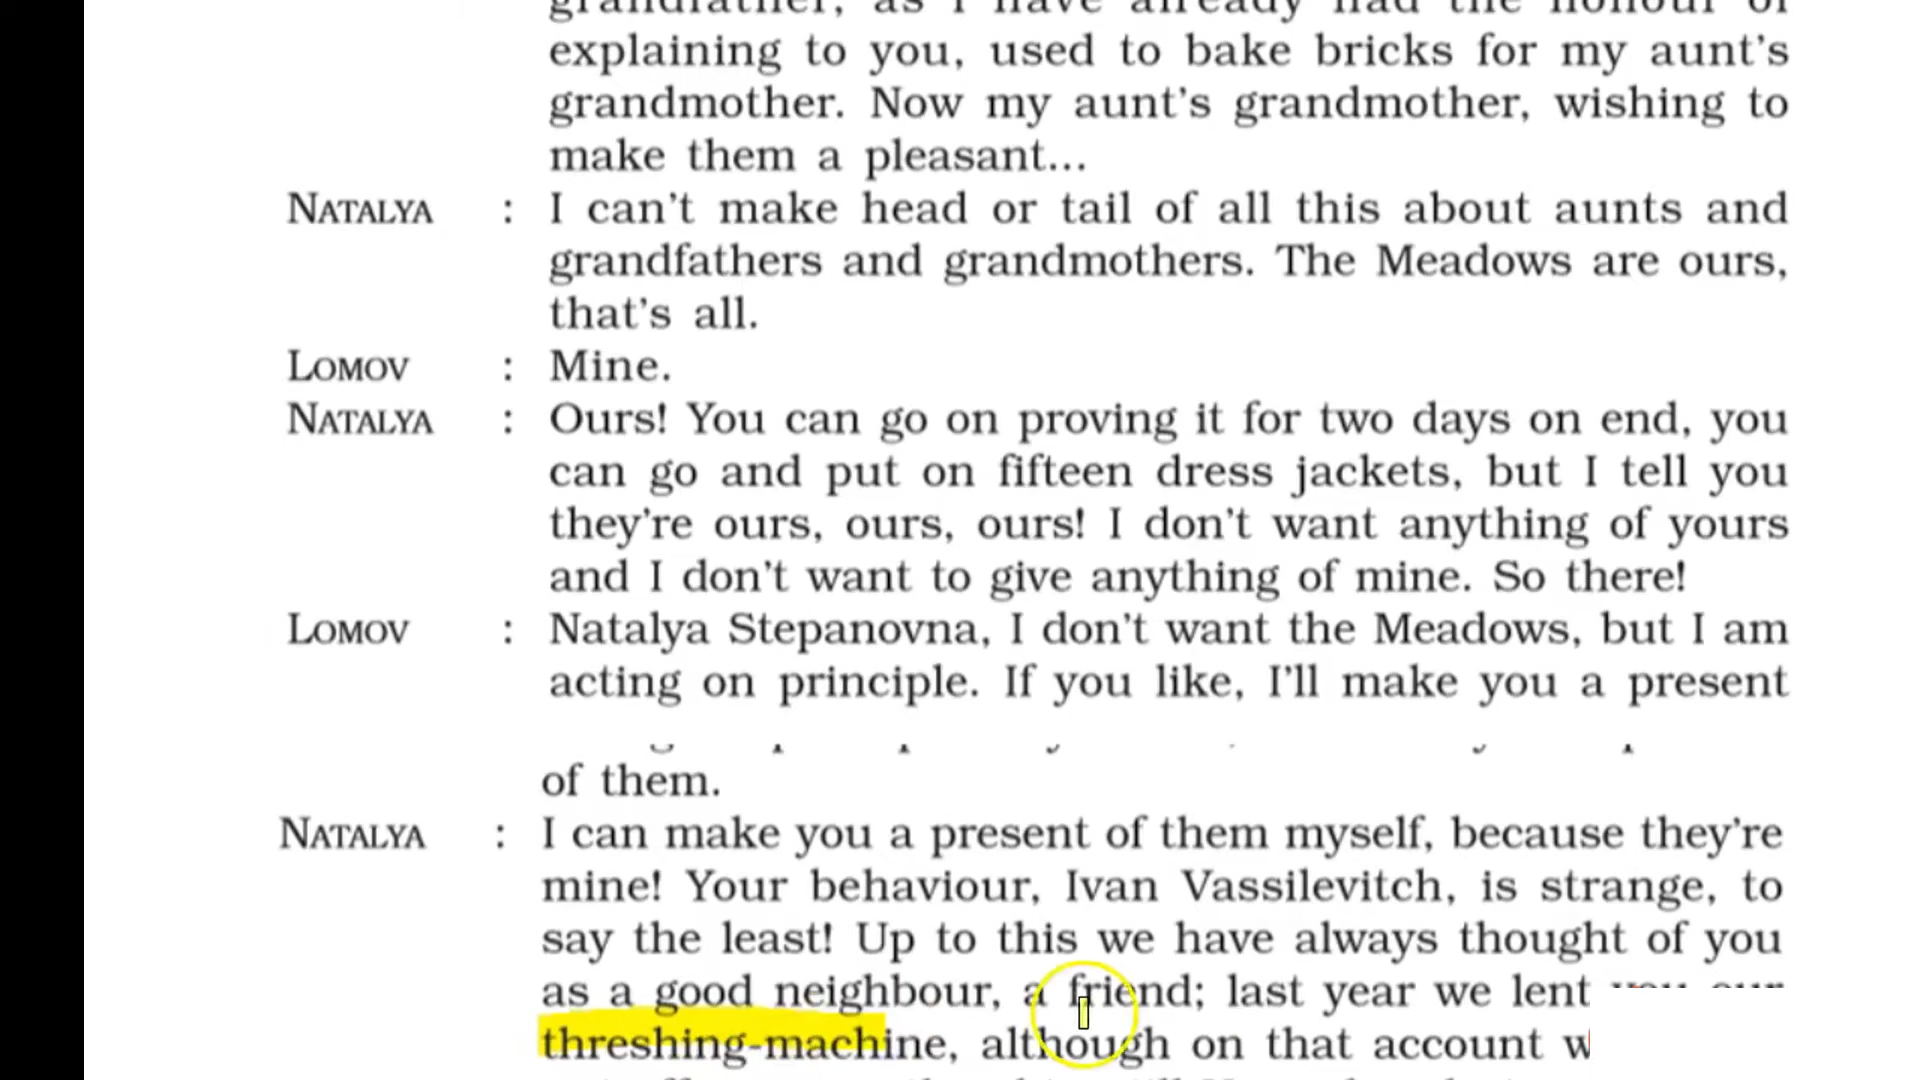 grandfather, as I have already had the honour of
explaining to you, used to bake bricks for my aunt's
grandmother. Now my aunt's grandmother, wishing to
make them a pleasant...
NATALYA : I can't make head or tail of all this about aunts and
grandfathers and grandmothers. The Meadows are ours,
that's all.
LOMOV : Mine.
NATALYA : Ours! You can go on proving it for two days on end, you
can go and put on fifteen dress jackets, but I tell you
they're ours, ours, ours! I don't want anything of yours
and I don't want to give anything of mine. So there!
LOMOV : Natalya Stepanovna, I don't want the Meadows, but I am
acting on principle. If you like, I'll make you a present
of them.
NATALYA : I can make you a present of them myself, because they're
mine! Your behaviour, Ivan Vassilevitch, is strange, to
say the least! Up to this we have always thought of you
as a good neighbour, a friend; last year we lent
threshing-machine, although on that account